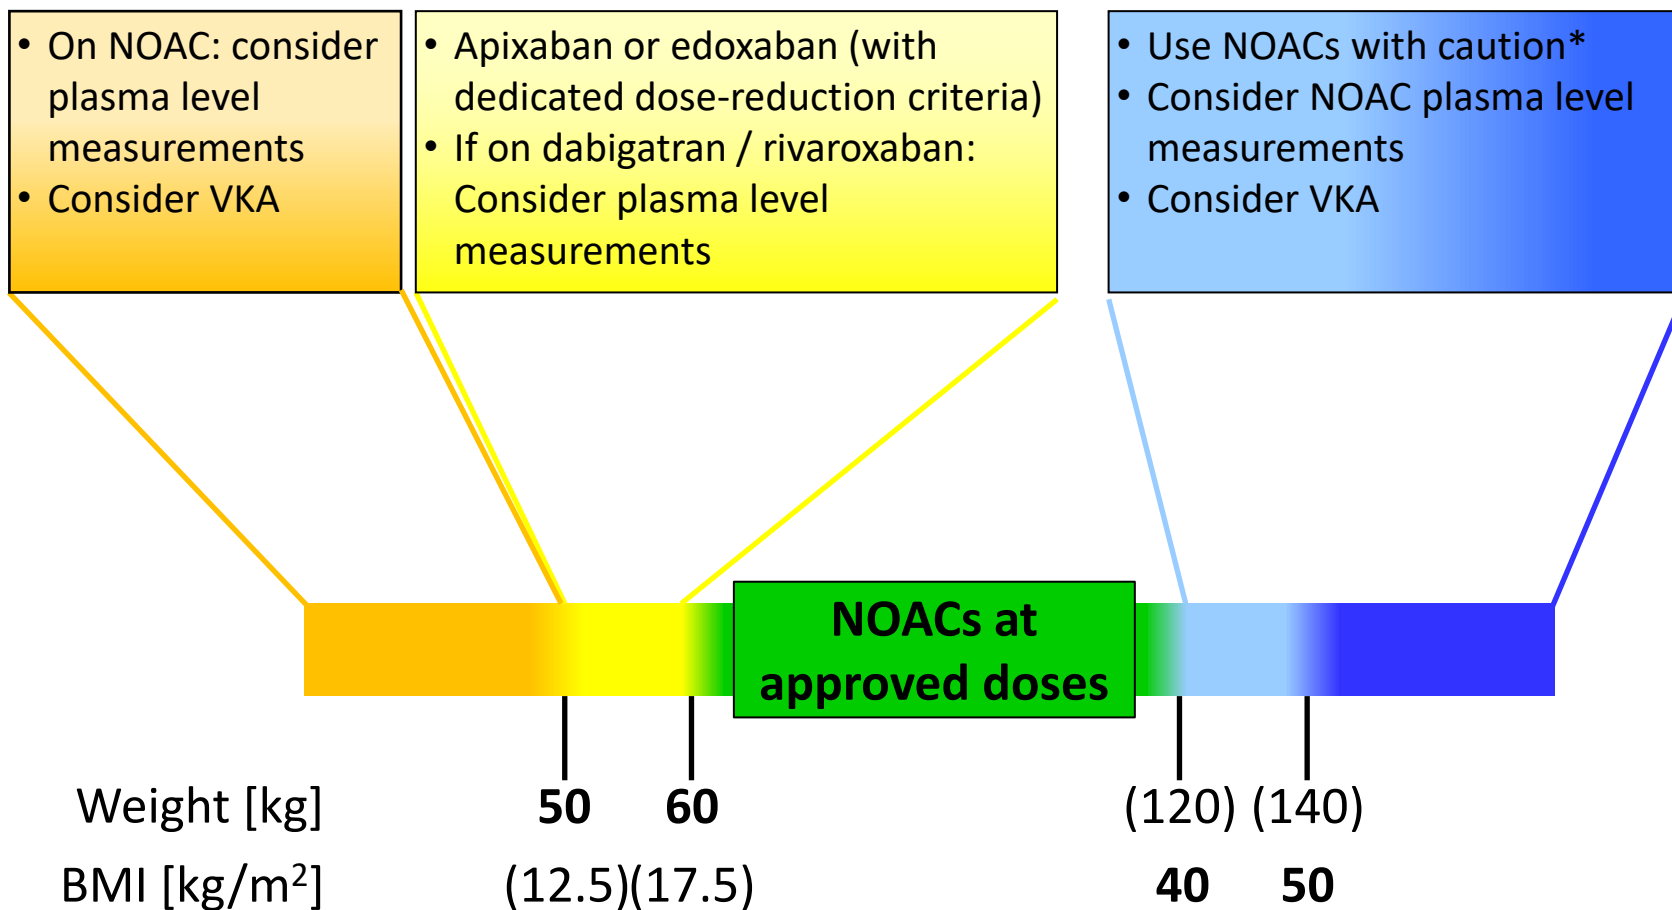 • On NOAC: consider
plasma level
measurements
• Consider VKA
• Apixaban or edoxaban (with
dedicated dose-reduction criteria)
• If on dabigatran / rivaroxaban:
Consider plasma level
measurements
• Use NOACs with caution*
• Consider NOAC plasma level
measurements
• Consider VKA
NOACs at
approved doses
Weight [kg] 50 60 (120) (140)
BMI [kg/m²] (12.5) (17.5) 40 50